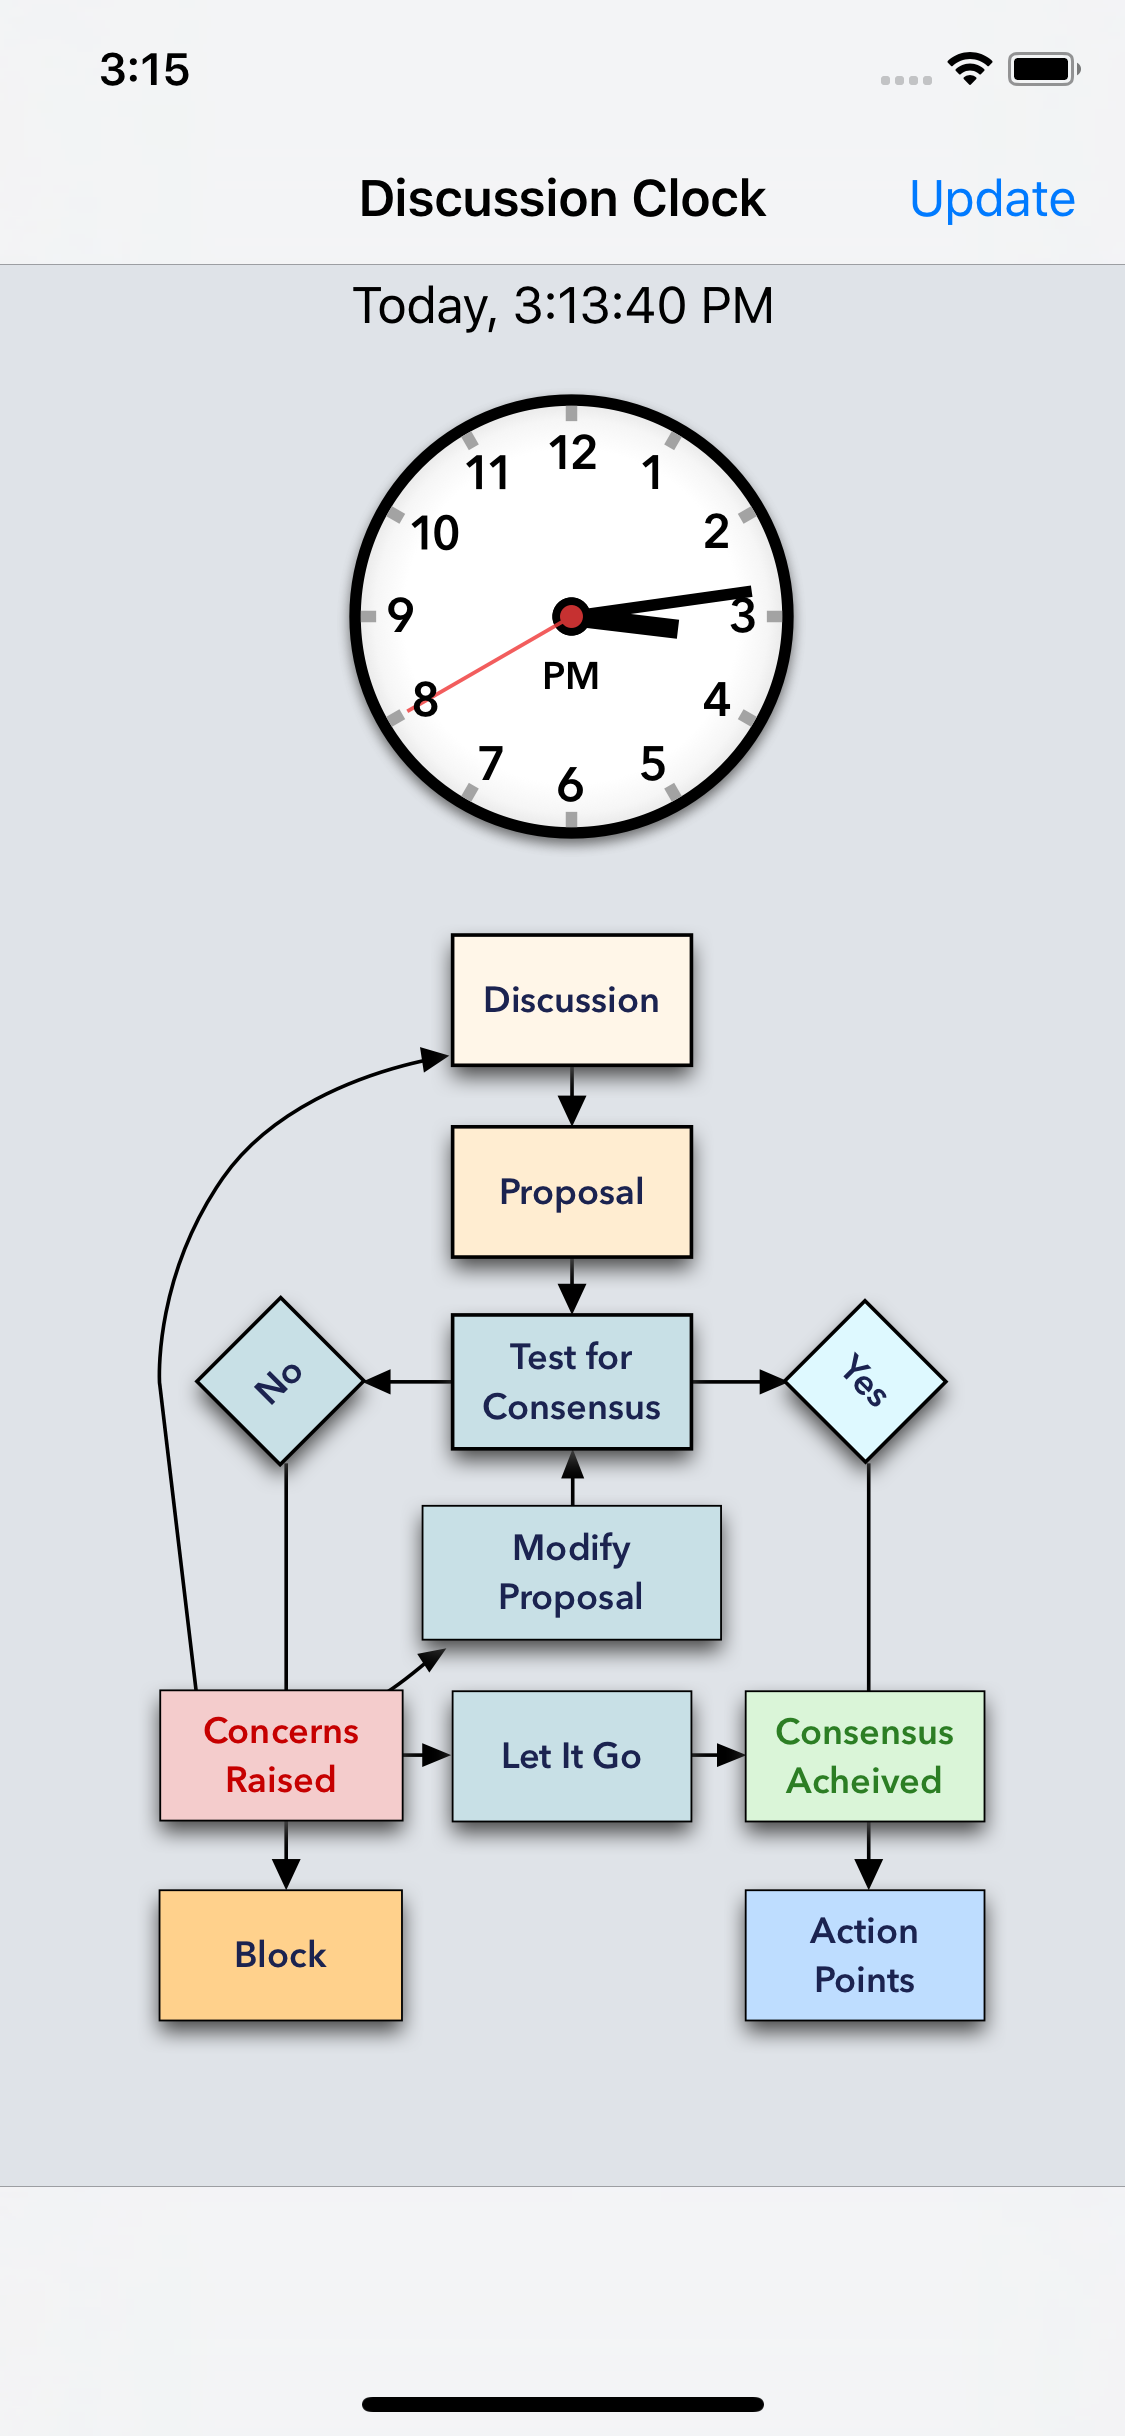 3:15
Discussion Clock
Update
Today, 3:13:40 PM
12
11
1
10
2
9
3
PM
8
4
7
5
6
Discussion
Proposal
No
Test for
Consensus
Yes
Modify
Proposal
Concerns
Raised
Let It Go
Consensus
Acheived
Block
Action
Points